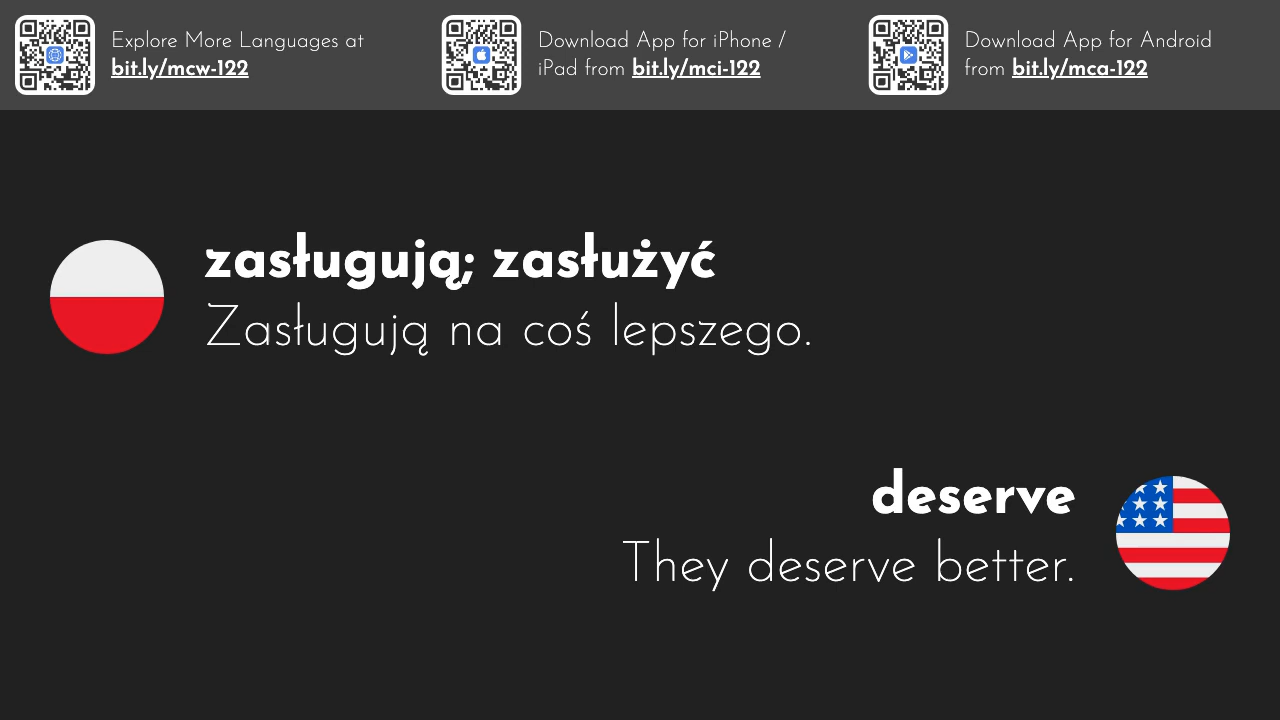 Explore More Languages at
bit.ly/mcw-122
Download App for iPhone /
iPad from bit.ly/mci-122
Download App for Android
from bit.ly/mca-122
zasługują; zasłużyć
Zasługują na coś lepszego.
deserve
They deserve better.